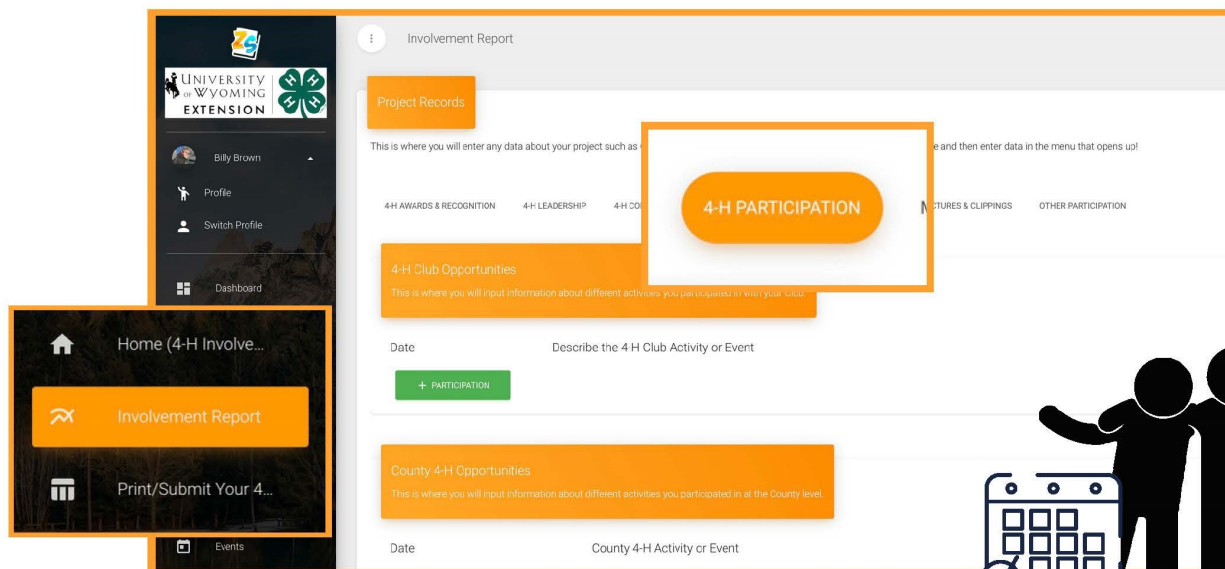 UNIVERSITY
OF WYOMING
EXTENSION
Billy Brown
Profile
Switch Profile
Dashboard
Home (4-H Involve...
Involvement Report
Print/Submit Your 4...
Events
Involvement Report
Project Records
This is where you will enter any data about your project such as
and then enter data in the menu that opens up!
4-H AWARDS & RECOGNITION 4-H LEADERSHIP 4-H
4-H PARTICIPATION
& CLIPPINGS OTHER PARTICIPATION
4-H Club Opportunities
This is where you will input information about different activities you participated in with your Club.
Date Describe the 4-H Club Activity or Event
+ PARTICIPATION
County 4-H Opportunities
This is where you will input information about different activities you participated in at the County level.
Date County 4-H Activity or Event